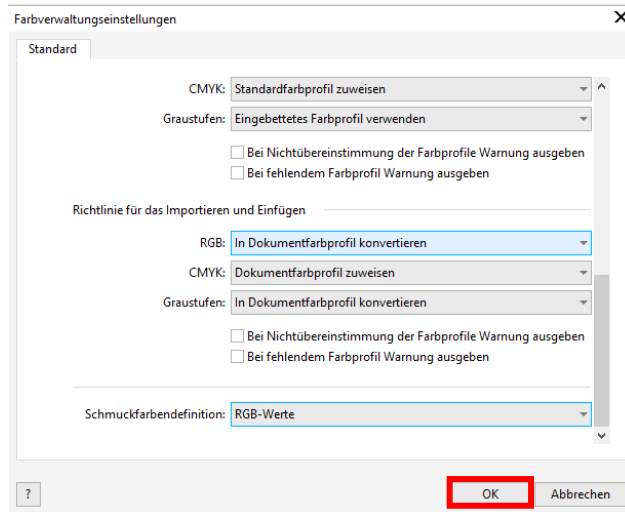 Farbverwaltungseinstellungen
Standard
CMYK: Standardfarbprofil zuweisen
Graustufen: Eingebettetes Farbprofil verwenden
Bei Nichtübereinstimmung der Farbprofile Warnung ausgeben
Bei fehlendem Farbprofil Warnung ausgeben
Richtlinie für das Importieren und Einfügen
RGB: In Dokumentfarbprofil konvertieren
CMYK: Dokumentfarbprofil zuweisen
Graustufen: In Dokumentfarbprofil konvertieren
Bei Nichtübereinstimmung der Farbprofile Warnung ausgeben
Bei fehlendem Farbprofil Warnung ausgeben
Schmuckfarbendefinition: RGB-Werte
? OK Abbrechen